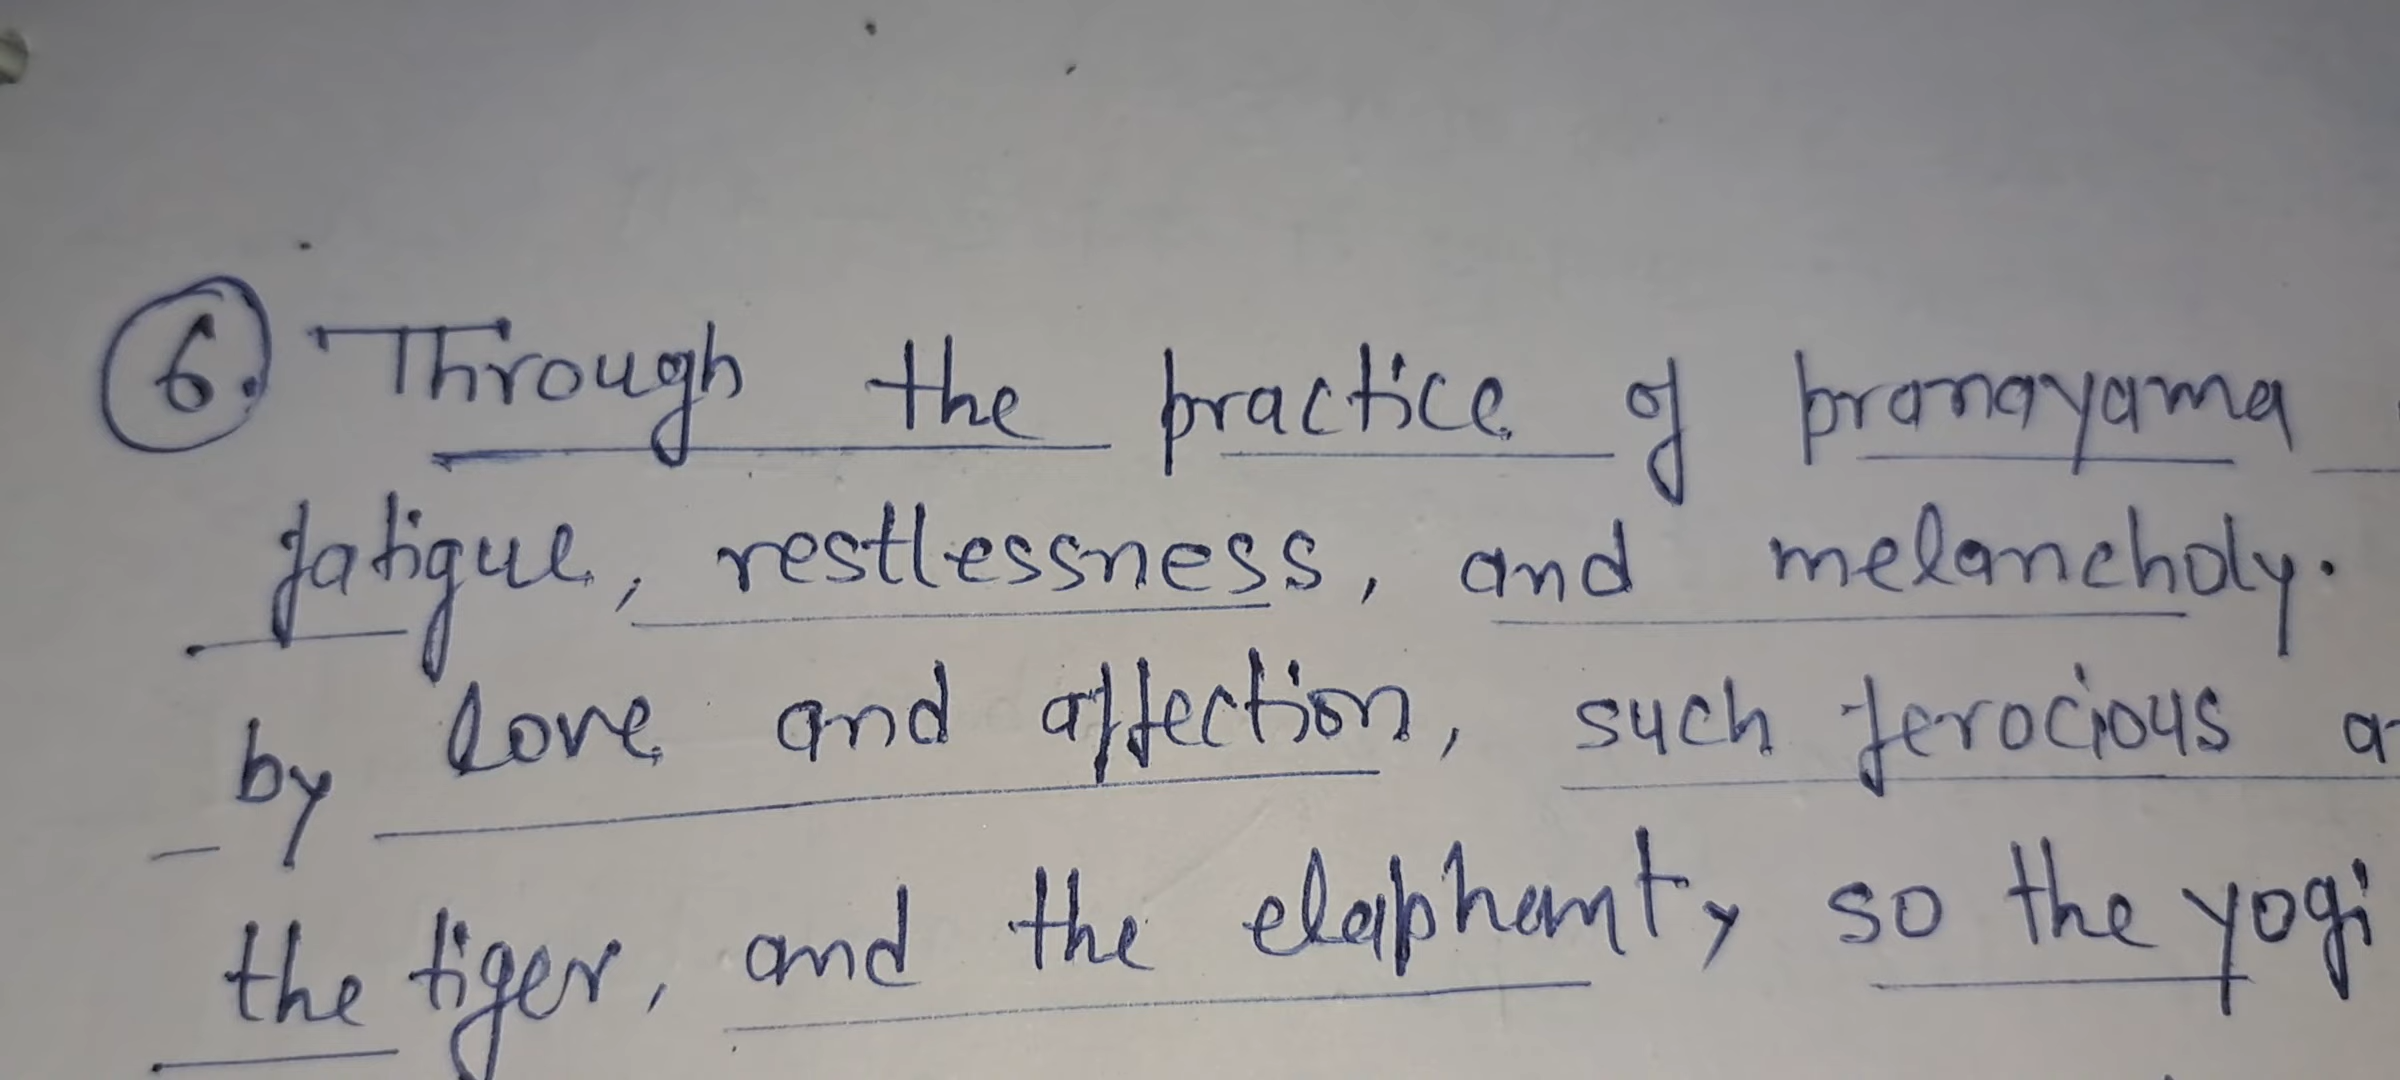 6. Through the practice of pranayama
fatigue, restlessness, and melancholy.
by love and affection, such ferocious a
the tiger, and the elaphant, so the yogi